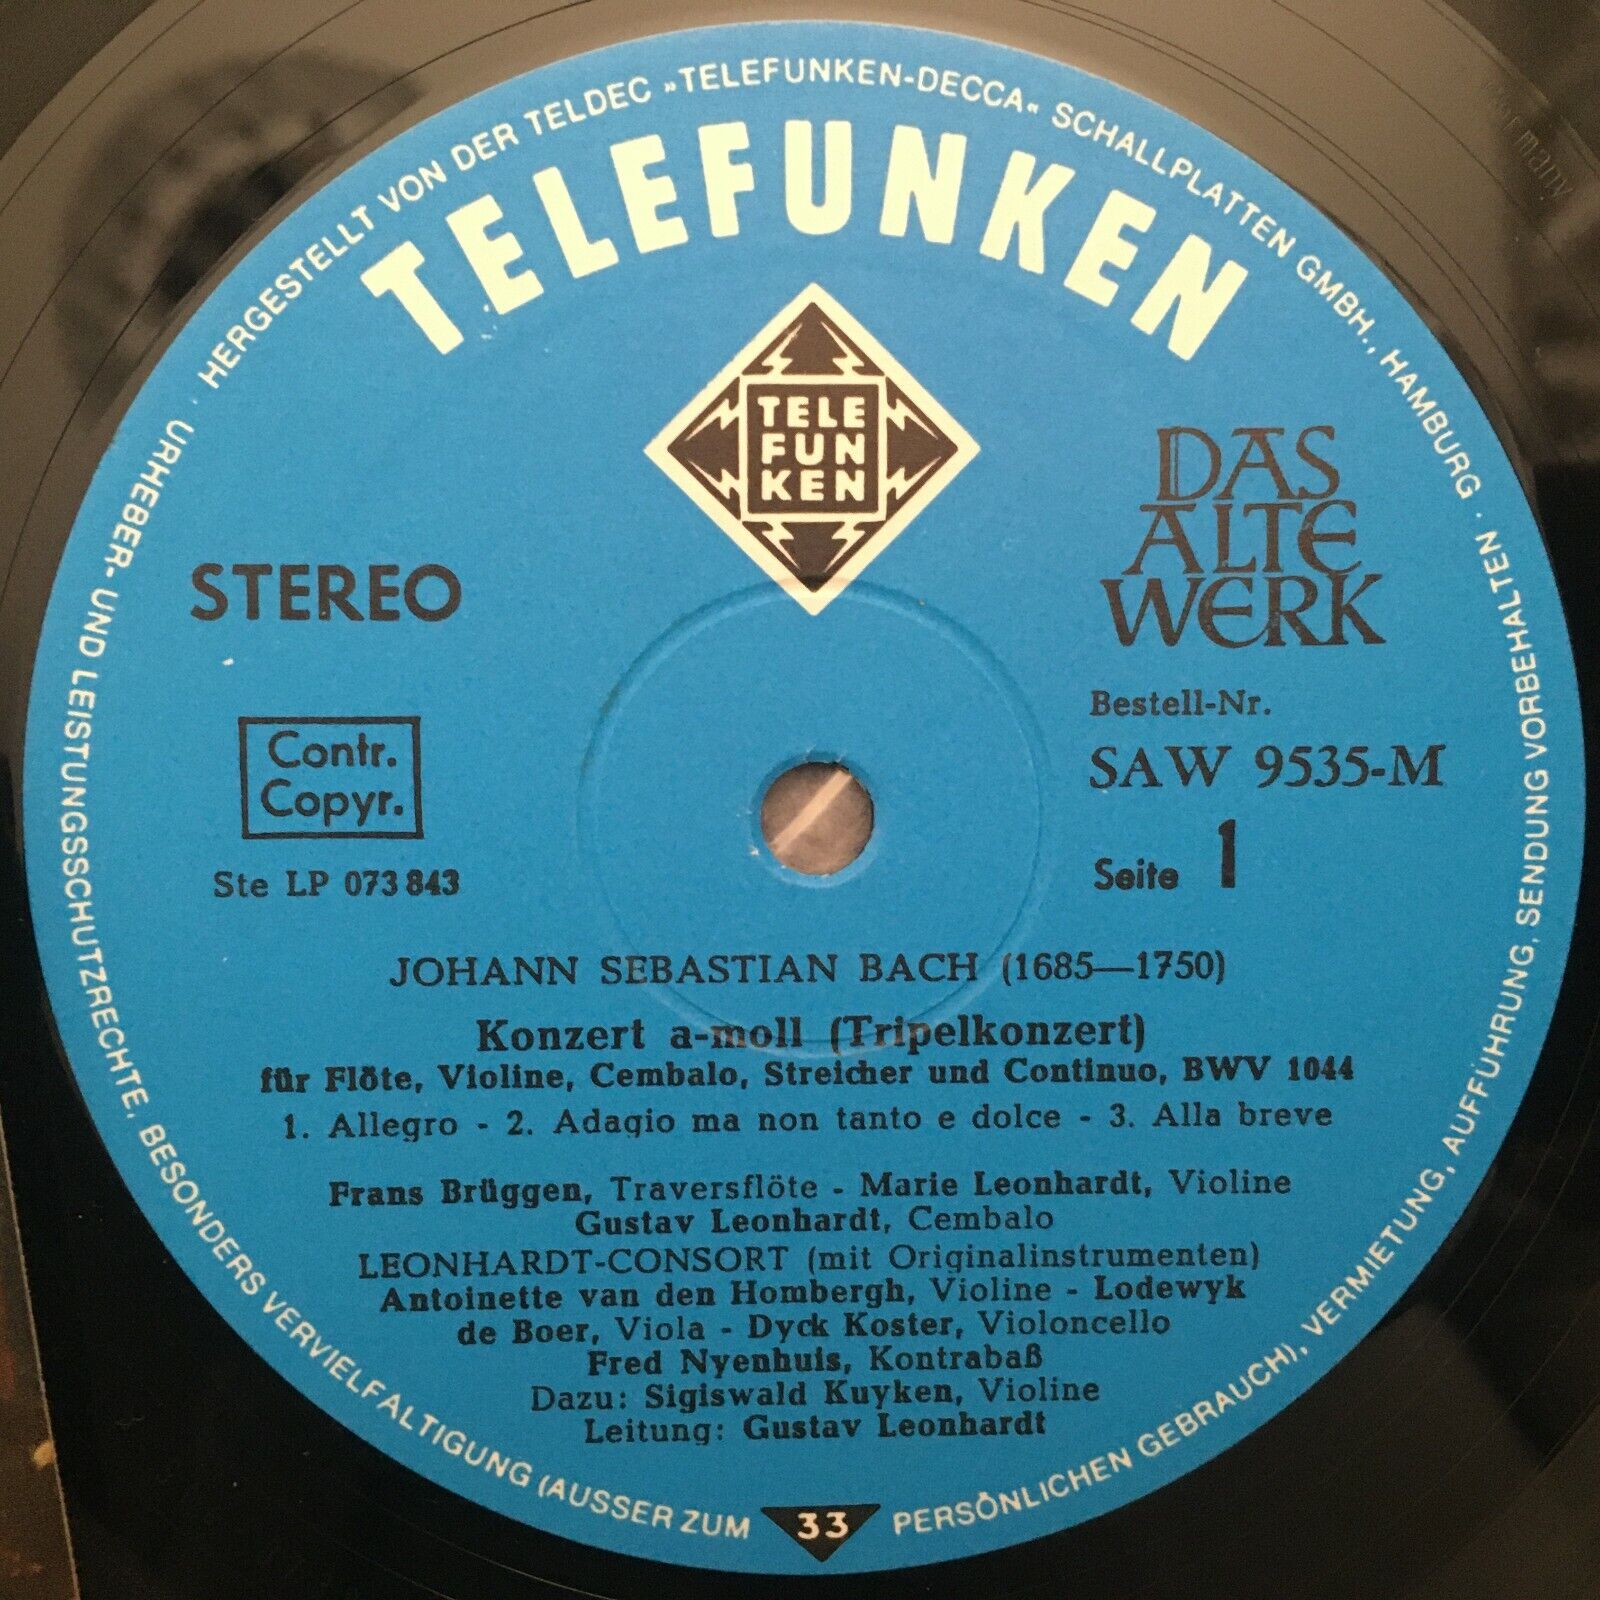 HERGESTELLT VON DER TELDEC »TELEFUNKEN-DECCA« SCHALLPLATTEN GMBH., HAMBURG ·
URHEBER- UND LEISTUNGSSCHUTZRECHTE, BESONDERS VERVIELFALTIGUNG (AUSSER ZUM PERSÖNLICHEN GEBRAUCH), VERMIETUNG, AUFFÜHRUNG, SENDUNG VORBEHALTEN ·
TELEFUNKEN
TELE
FUN
KEN
DAS
ALTE
WERK
STEREO
Bestell-Nr.
SAW 9535-M
Contr.
Copyr.
Seite 1
Ste LP 073 843
JOHANN SEBASTIAN BACH (1685—1750)
Konzert a-moll (Tripelkonzert)
für Flöte, Violine, Cembalo, Streicher und Continuo, BWV 1044
1. Allegro - 2. Adagio ma non tanto e dolce - 3. Alla breve
Frans Brüggen, Traversflöte - Marie Leonhardt, Violine
Gustav Leonhardt, Cembalo
LEONHARDT-CONSORT (mit Originalinstrumenten)
Antoinette van den Hombergh, Violine - Lodewyk
de Boer, Viola - Dyck Koster, Violoncello
Fred Nyenhuis, Kontrabaß
Dazu: Sigiswald Kuyken, Violine
Leitung: Gustav Leonhardt
33